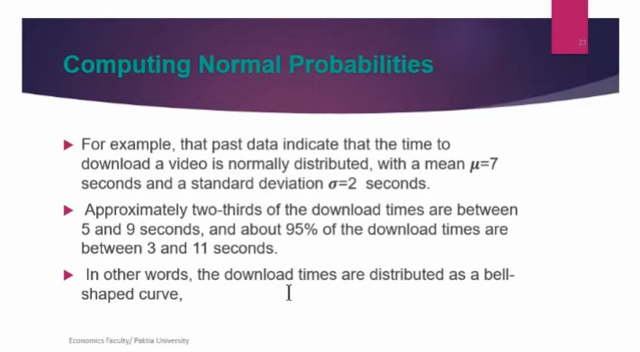 77
Computing Normal Probabilities
For example, that past data indicate that the time to
download a video is normally distributed, with a mean μ=7
seconds and a standard deviation σ=2 seconds.
Approximately two-thirds of the download times are between
5 and 9 seconds, and about 95% of the download times are
between 3 and 11 seconds.
In other words, the download times are distributed as a bell-
shaped curve,
Economics Faculty/ Paktia University